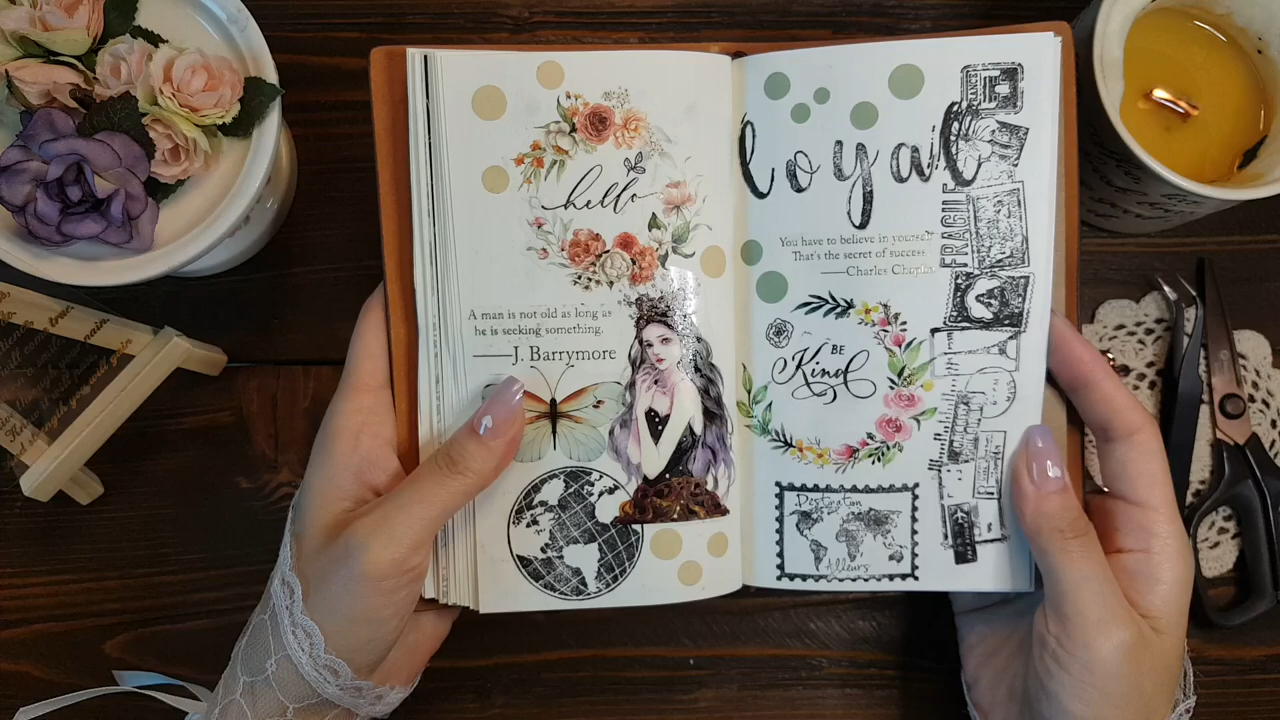 hello
A man is not old as long as
he is seeking something.
——J. Barrymore
loyal
FRAGILE
You have to believe in yourself
That's the secret of success.
——Charles Chaplin
BE
Kind
Destination
Ailleurs